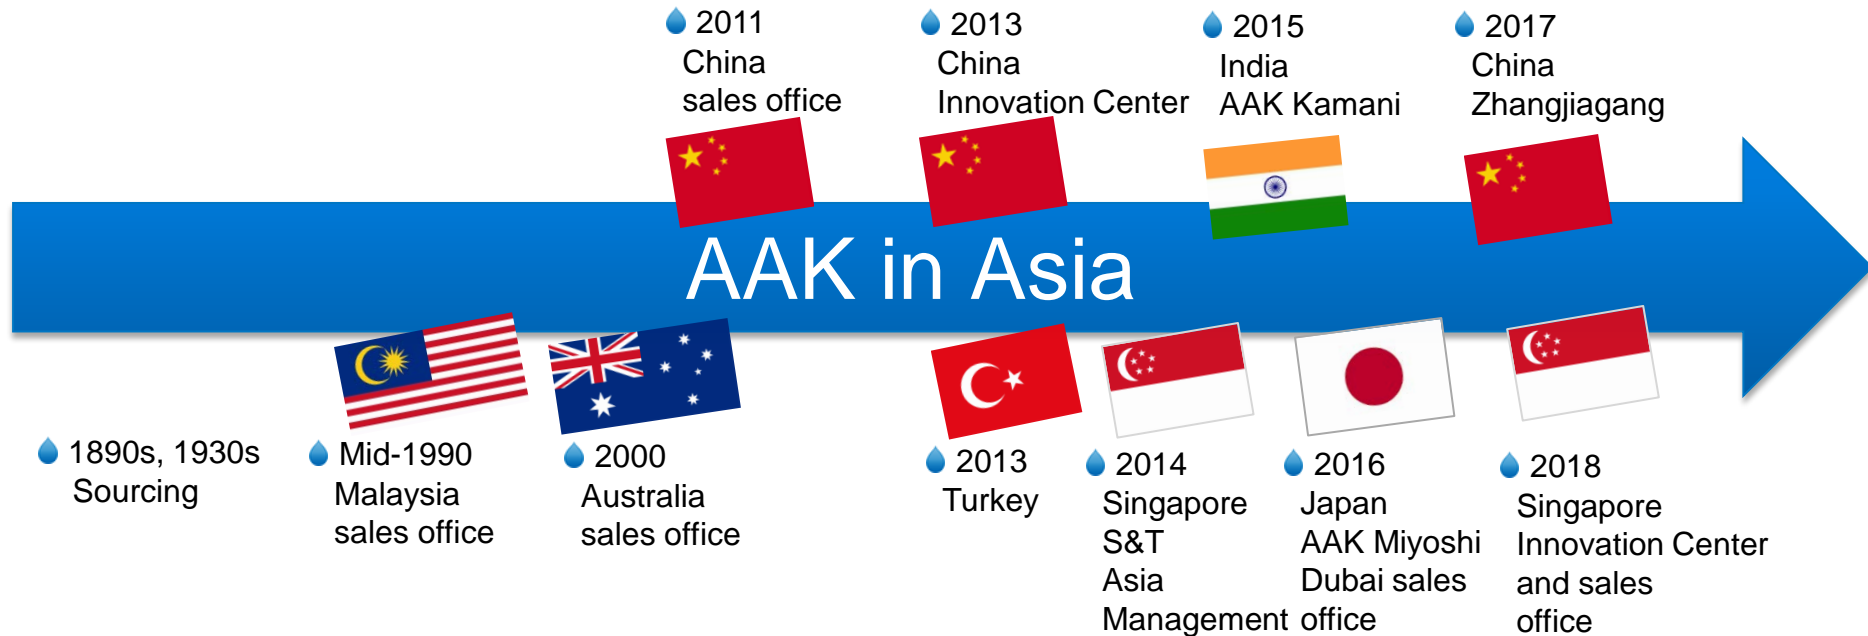 2011
China
sales office
2013
China
Innovation Center
2015
India
AAK Kamani
2017
China
Zhangjiagang
AAK in Asia
1890s, 1930s
Sourcing
Mid-1990
Malaysia
sales office
2000
Australia
sales office
2013
Turkey
2014
Singapore
S&T
Asia
Management
2016
Japan
AAK Miyoshi
Dubai sales
office
2018
Singapore
Innovation Center
and sales
office